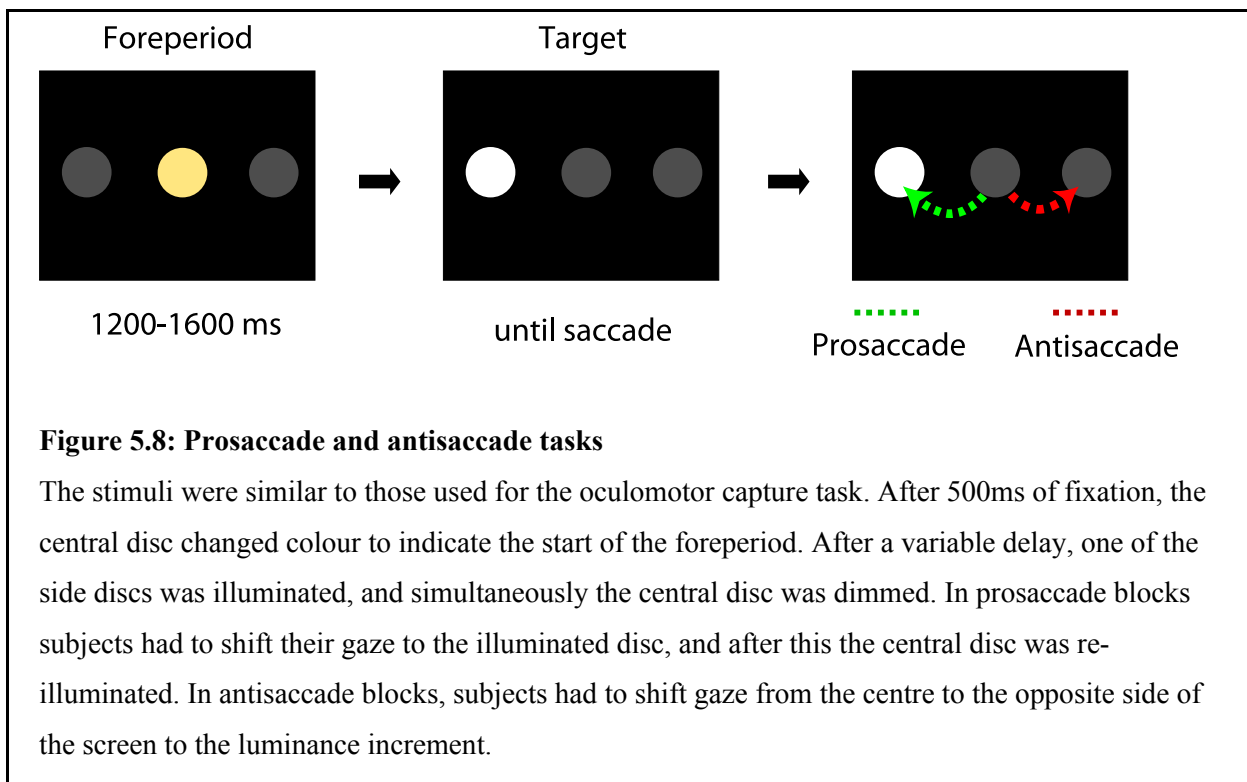 Foreperiod
Target
1200-1600 ms
until saccade
Prosaccade
Antisaccade
Figure 5.8: Prosaccade and antisaccade tasks
The stimuli were similar to those used for the oculomotor capture task. After 500ms of fixation, the
central disc changed colour to indicate the start of the foreperiod. After a variable delay, one of the
side discs was illuminated, and simultaneously the central disc was dimmed. In prosaccade blocks
subjects had to shift their gaze to the illuminated disc, and after this the central disc was re-
illuminated. In antisaccade blocks, subjects had to shift gaze from the centre to the opposite side of
the screen to the luminance increment.